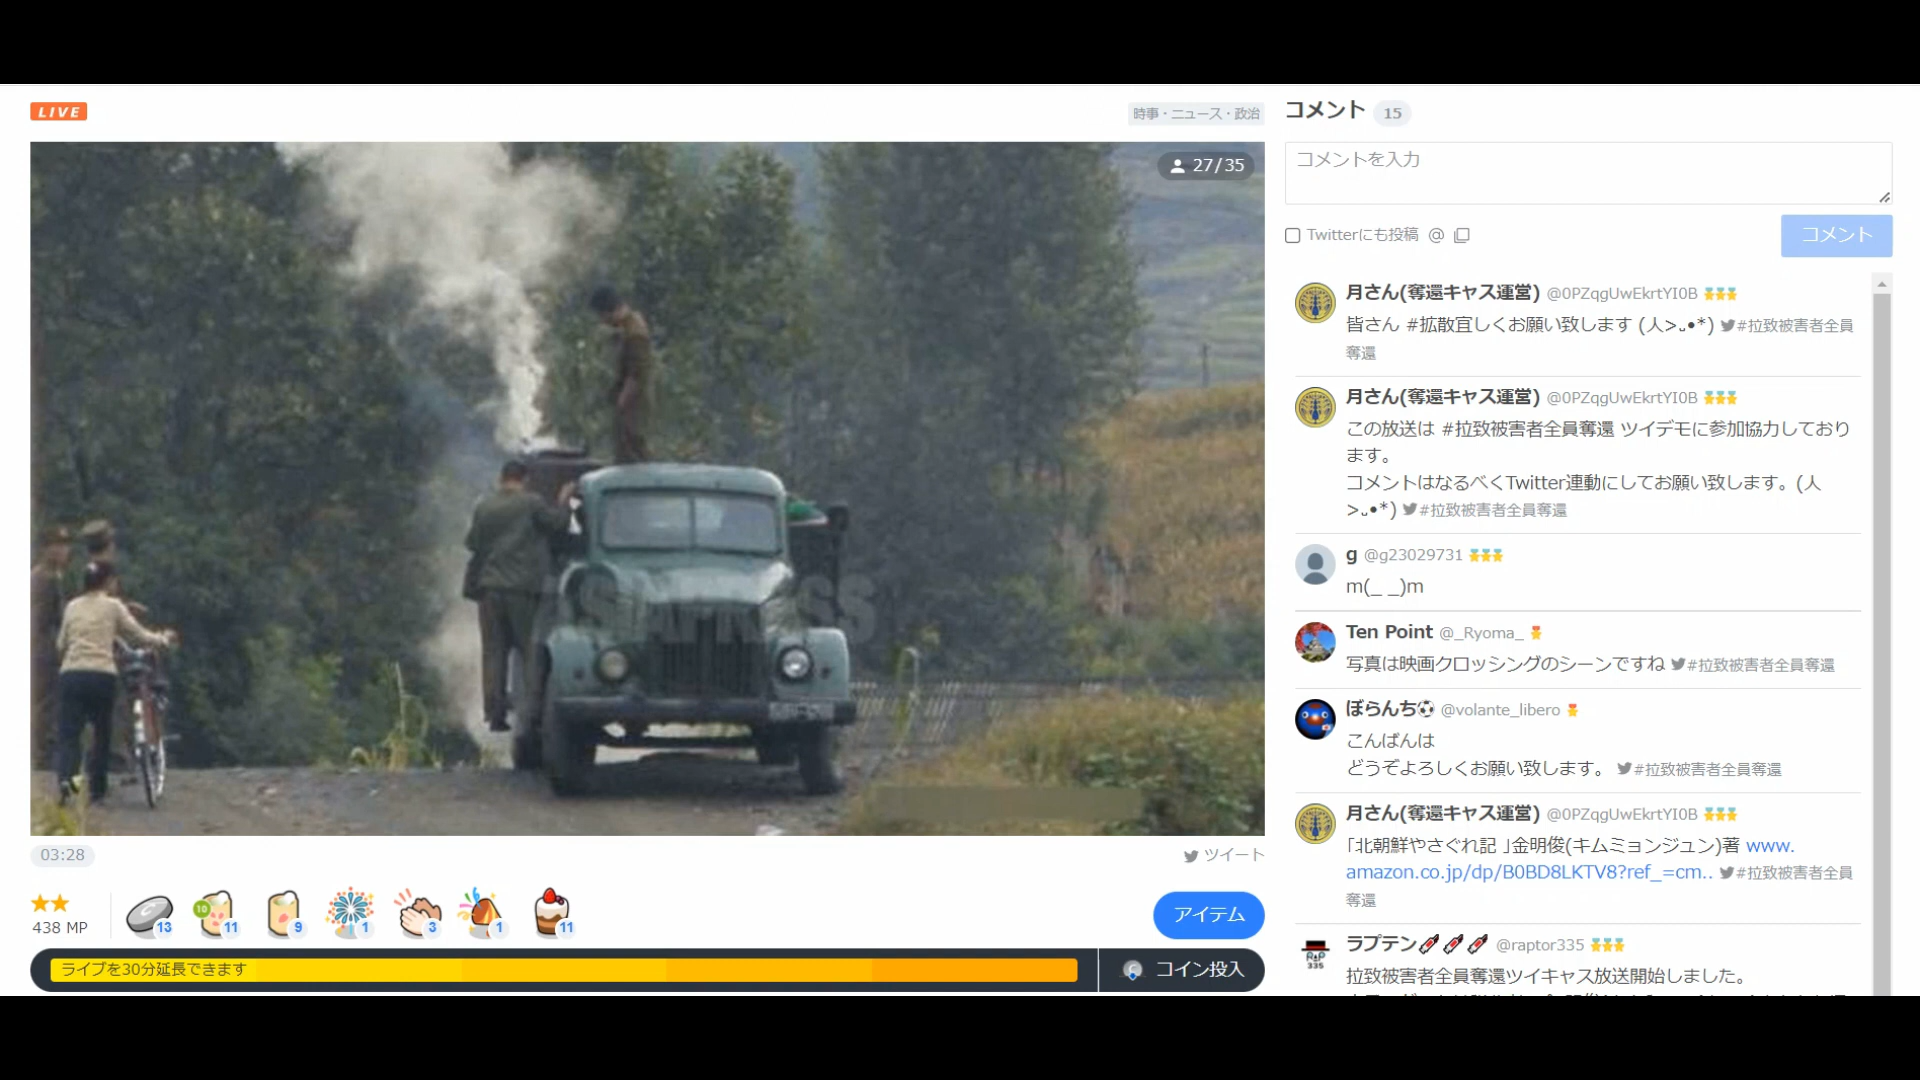 LIVE
時事・ニュース・政治
27/35
ASIAPRESS
03:28
ツイート
438 MP
13
10
11
9
1
3
1
11
アイテム
ライブを30分延長できます
コイン投入
コメント 15
コメントを入力
Twitterにも投稿 @
コメント
月さん(奪還キャス運営) @0PZqgUwEkrtYI0B
皆さん #拡散宜しくお願い致します (人>ᴗ•*) #拉致被害者全員
奪還
月さん(奪還キャス運営) @0PZqgUwEkrtYI0B
この放送は #拉致被害者全員奪還 ツイデモに参加協力しており
ます。
コメントはなるべくTwitter連動にしてお願い致します。(人
>ᴗ•*) #拉致被害者全員奪還
g @g23029731
m(_ _)m
Ten Point @_Ryoma_
写真は映画クロッシングのシーンですね #拉致被害者全員奪還
ぼらんち⚽ @volante_libero
こんばんは
どうぞよろしくお願い致します。 #拉致被害者全員奪還
月さん(奪還キャス運営) @0PZqgUwEkrtYI0B
「北朝鮮やさぐれ記 」金明俊(キムミョンジュン)著 www.
amazon.co.jp/dp/B0BD8LKTV8?ref_=cm.. #拉致被害者全員
奪還
ラプテン🚀🚀🚀 @raptor335
RIP
335
拉致被害者全員奪還ツイキャス放送開始しました。